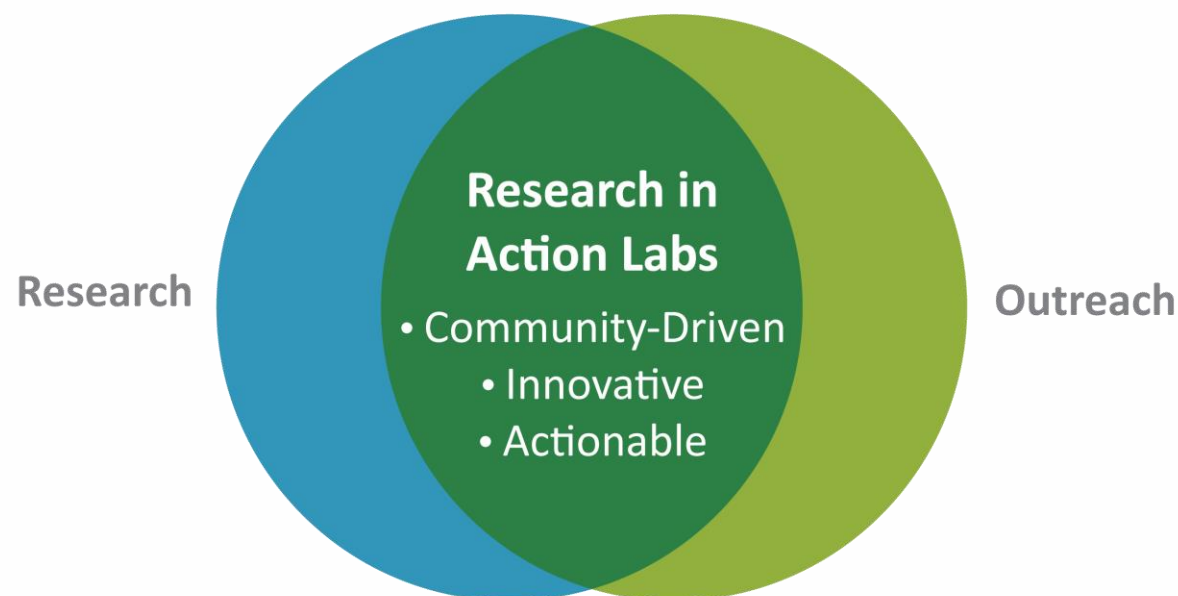 Research in
Action Labs
Research
Outreach
• Community-Driven
• Innovative
• Actionable